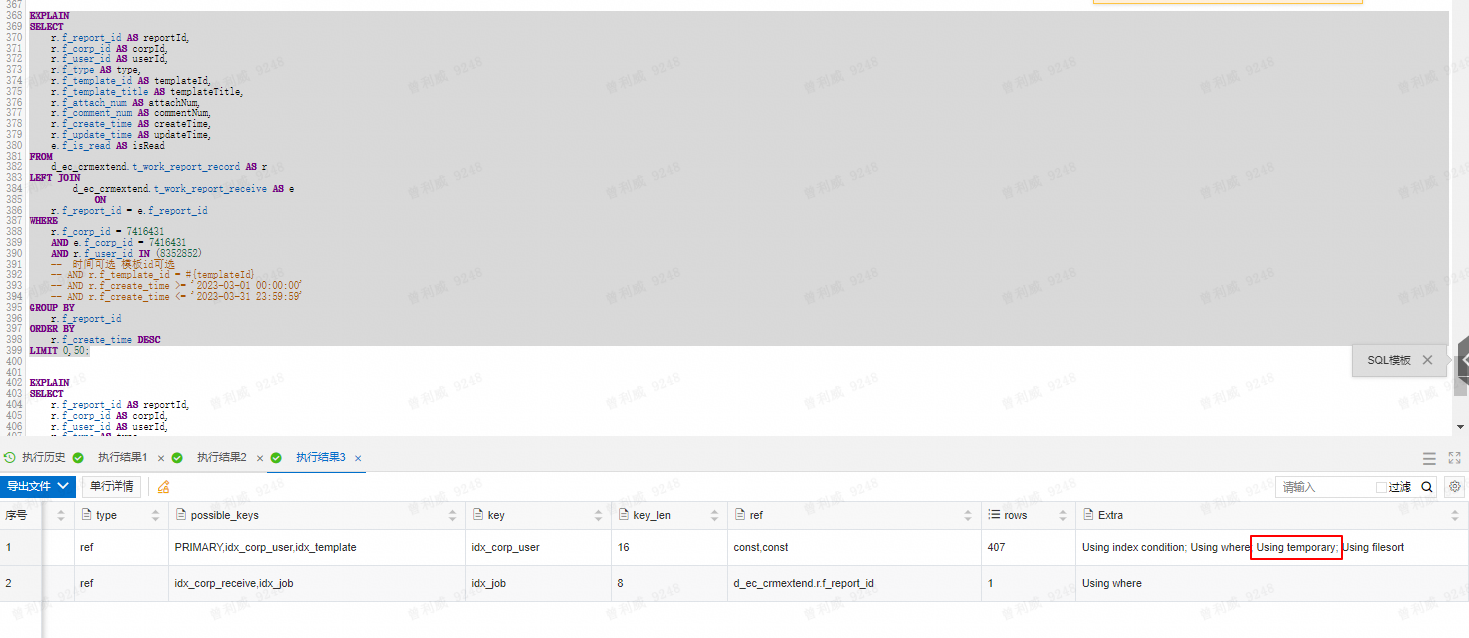 367
368 EXPLAIN
369 SELECT
370 r.f_report_id AS reportId,
371 r.f_corp_id AS corpId,
372 r.f_user_id AS userId,
373 r.f_type AS type,
374 r.f_template_id AS templateId,
375 r.f_template_title AS templateTitle,
376 r.f_attach_num AS attachNum,
377 r.f_comment_num AS commentNum,
378 r.f_create_time AS createTime,
379 r.f_update_time AS updateTime,
380 e.f_is_read AS isRead
381 FROM
382 d_ec_crmextend.t_work_report_record AS r
383 LEFT JOIN
384 d_ec_crmextend.t_work_report_receive AS e
385 ON
386 r.f_report_id = e.f_report_id
387 WHERE
388 r.f_corp_id = 7416431
389 AND e.f_corp_id = 7416431
390 AND r.f_user_id IN (8352852)
391 -- 时间可选 模板id可选
392 -- AND r.f_template_id = #{templateId}
393 -- AND r.f_create_time >= '2023-03-01 00:00:00'
394 -- AND r.f_create_time <= '2023-03-31 23:59:59'
395 GROUP BY
396 r.f_report_id
397 ORDER BY
398 r.f_create_time DESC
399 LIMIT 0,50;
400
401
402 EXPLAIN
403 SELECT
404 r.f_report_id AS reportId,
405 r.f_corp_id AS corpId,
406 r.f_user_id AS userId,
SQL模板
执行历史 执行结果1 × 执行结果2 × 执行结果3 ×
导出文件 单行详情 请输入 过滤
序号 type possible_keys key key_len ref rows Extra
1 ref PRIMARY,idx_corp_user,idx_template idx_corp_user 16 const,const 407 Using index condition; Using where; Using temporary; Using filesort
2 ref idx_corp_receive,idx_job idx_job 8 d_ec_crmextend.r.f_report_id 1 Using where